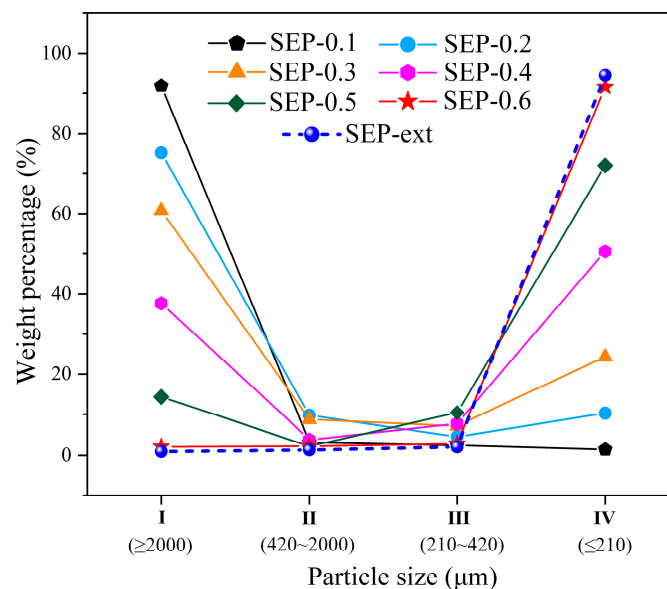 100
80
60
40
20
0
Weight percentage (%)
SEP-0.1 SEP-0.2
SEP-0.3 SEP-0.4
SEP-0.5 SEP-0.6
SEP-ext
I II III IV
(≥2000) (420~2000) (210~420) (≤210)
Particle size (μm)